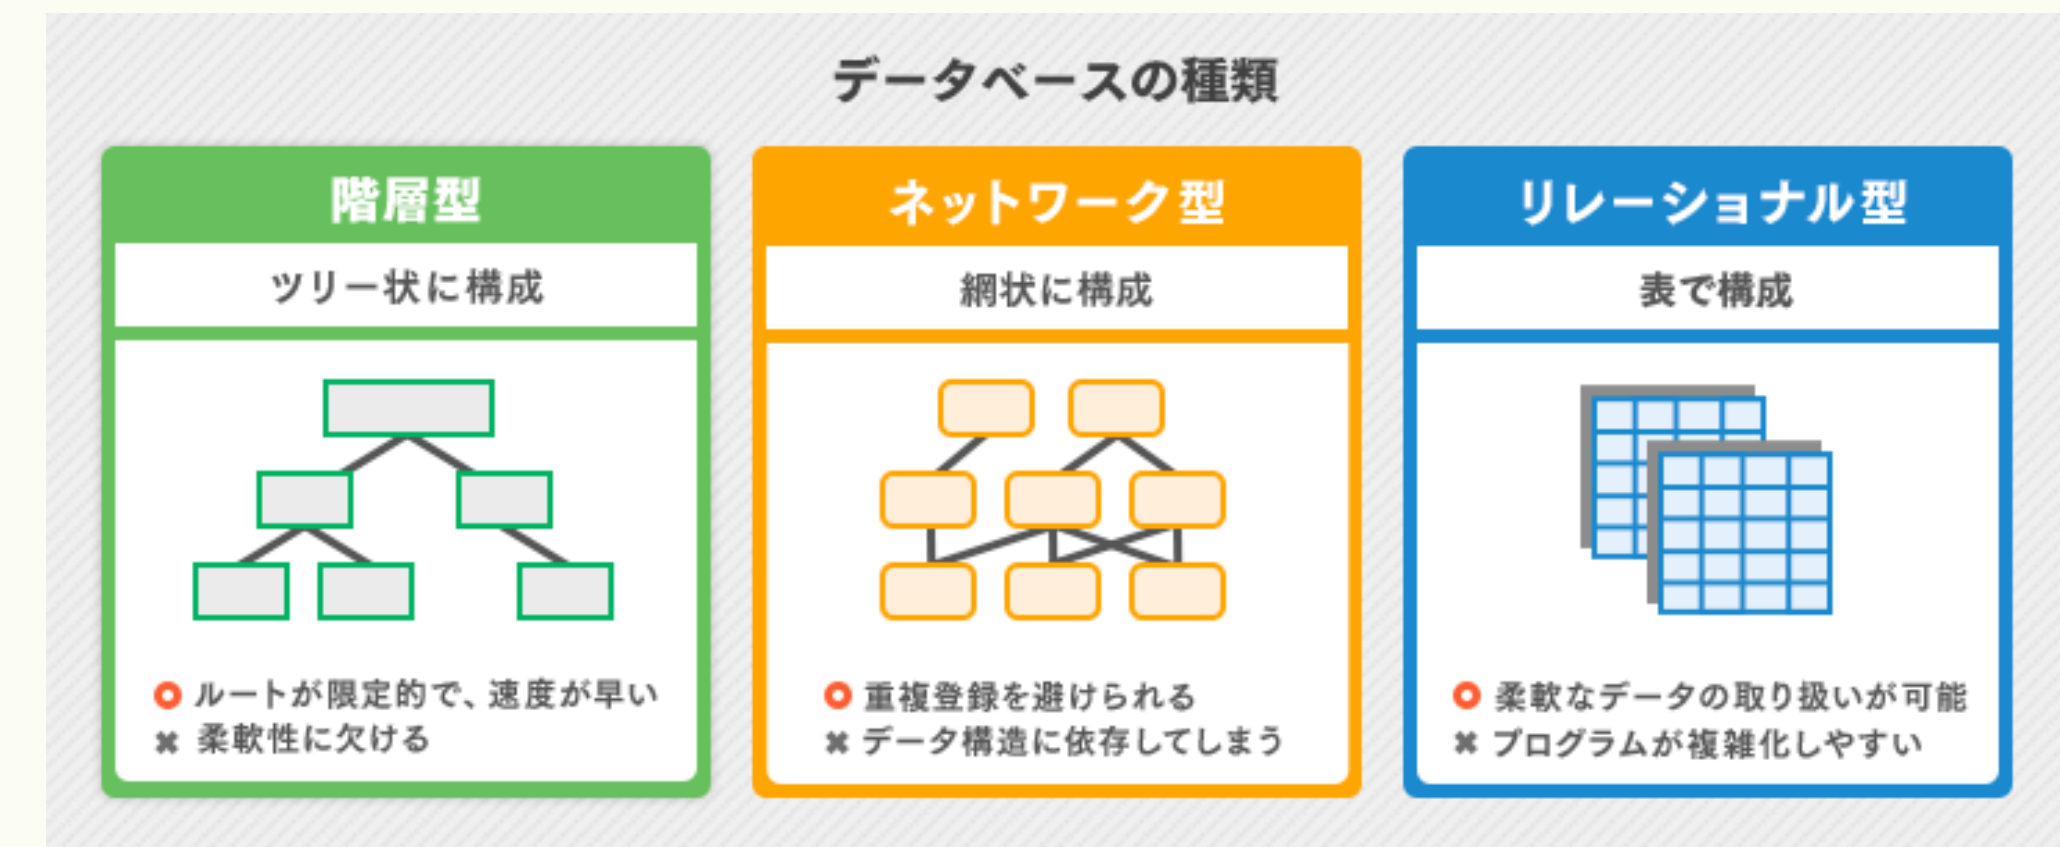 データベースの種類
階層型
ツリー状に構成
ルートが限定的で、速度が早い
柔軟性に欠ける
ネットワーク型
網状に構成
重複登録を避けられる
データ構造に依存してしまう
リレーショナル型
表で構成
柔軟なデータの取り扱いが可能
プログラムが複雑化しやすい